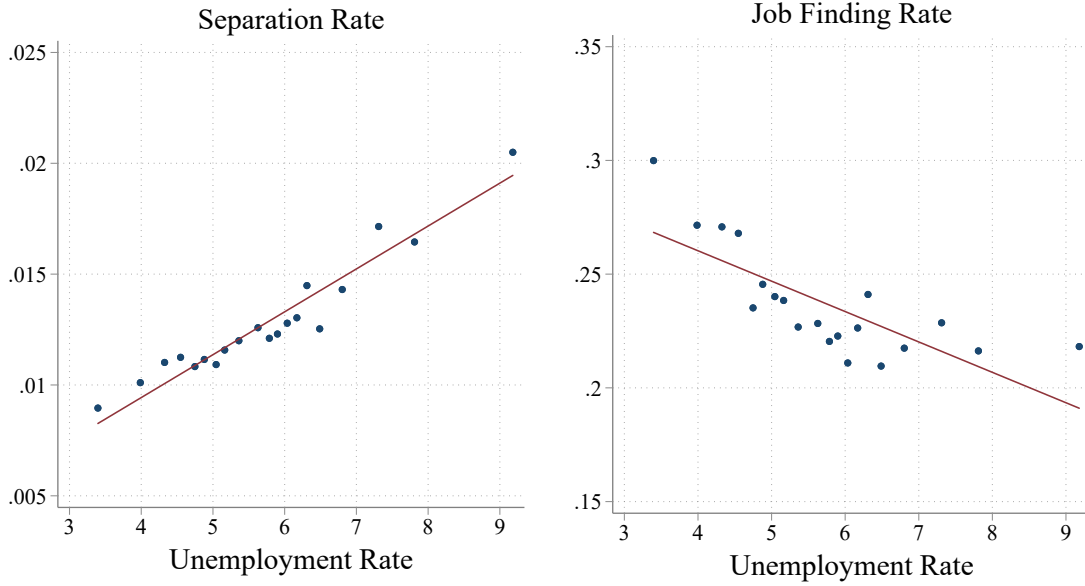 Separation Rate
.025
.02
.015
.01
.005
3 4 5 6 7 8 9
Unemployment Rate
Job Finding Rate
.35
.3
.25
.2
.15
3 4 5 6 7 8 9
Unemployment Rate